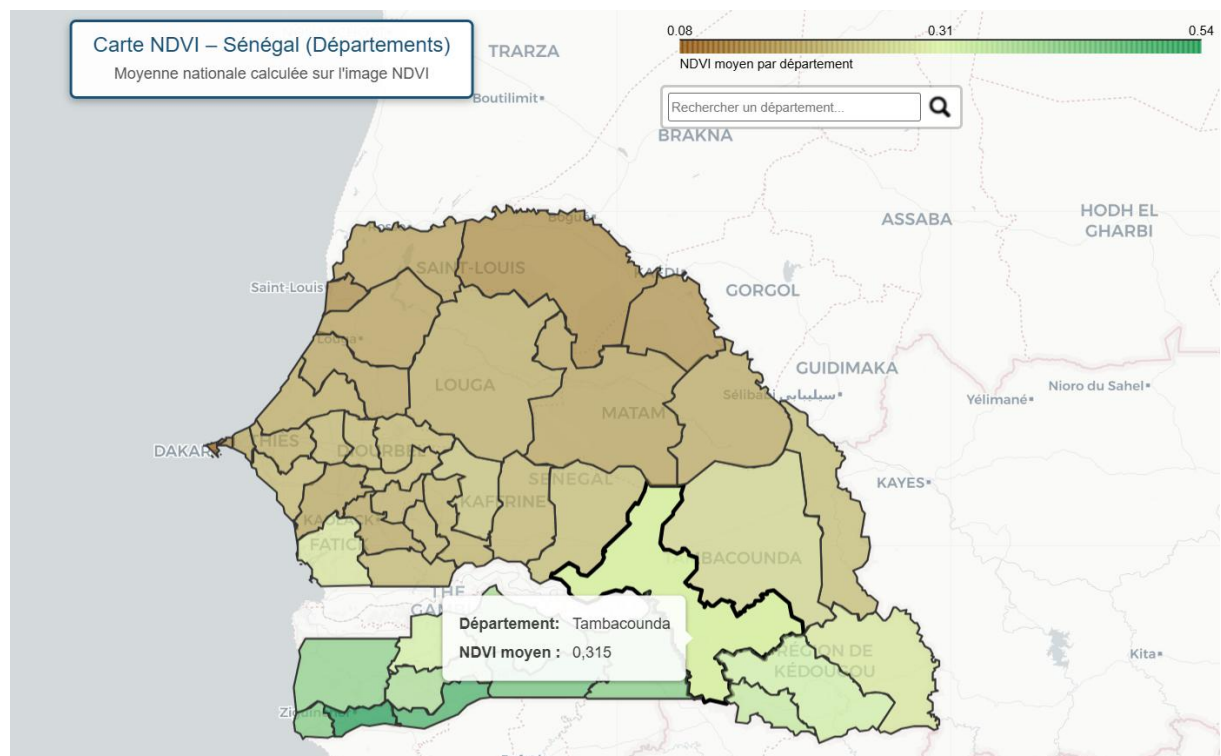 Carte NDVI – Sénégal (Départements)
Moyenne nationale calculée sur l'image NDVI
0.08 0.31 0.54
NDVI moyen par département
Rechercher un département...
TRARZA
Boutilimit
BRAKNA
ASSABA
HODH EL
GHARBI
SAINT-LOUIS
Saint-Louis
GORGOL
Louga
GUIDIMAKA
LOUGA
Sélibabi سيليبابي
Nioro du Sahel
Yélimané
MATAM
DAKAR
THIES
DIOURBEL
SENEGAL
KAYES
KAFFRINE
KAOLACK
FATICK
TAMBACOUNDA
THE
Département: Tambacounda
NDVI moyen : 0,315
RÉGION DE
KÉDOUGOU
Kita